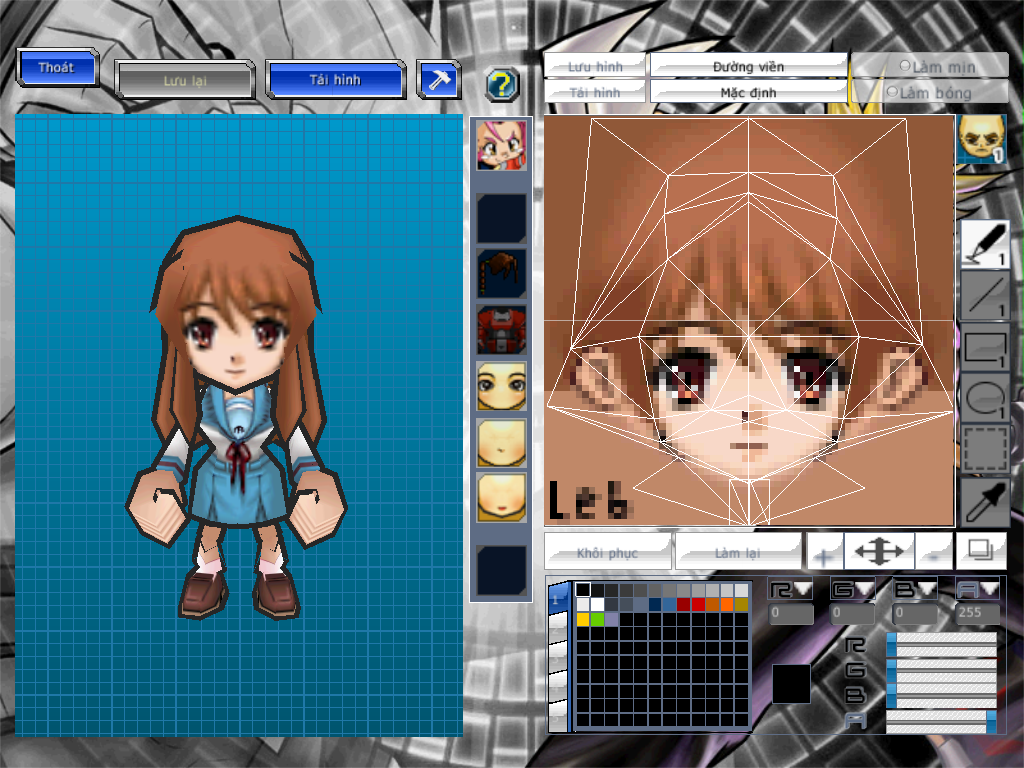 Thoát
Lưu lại
Tải hình
?
Lưu hình
Đường viền
Làm mịn
Tải hình
Mặc định
Làm bóng
1
1
1
1
1
Leb
Khôi phục
Làm lại
+
-
1
R
G
B
A
0
0
0
255
R
G
B
A